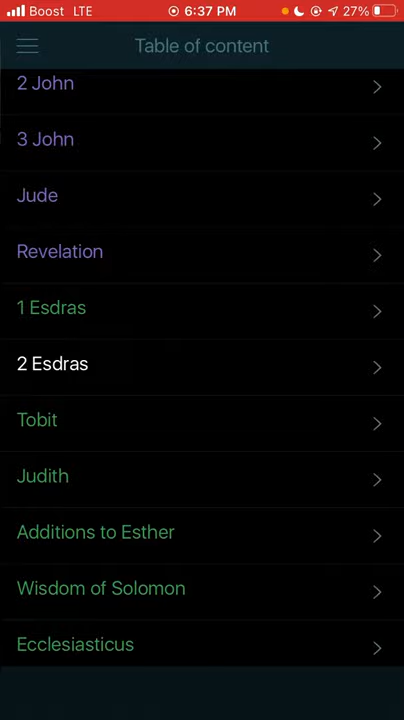 Boost LTE 6:37 PM 27%
Table of content
2 John
3 John
Jude
Revelation
1 Esdras
2 Esdras
Tobit
Judith
Additions to Esther
Wisdom of Solomon
Ecclesiasticus